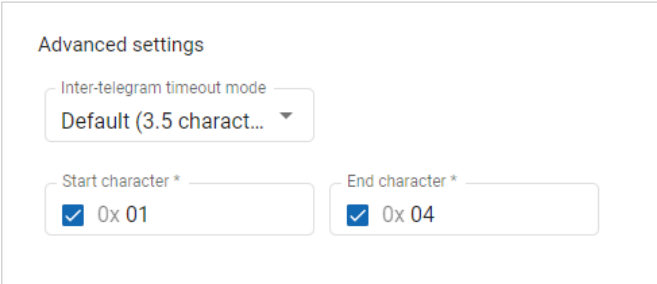 Advanced settings
Inter-telegram timeout mode
Default (3.5 charact...
Start character * End character *
0x 01 0x 04